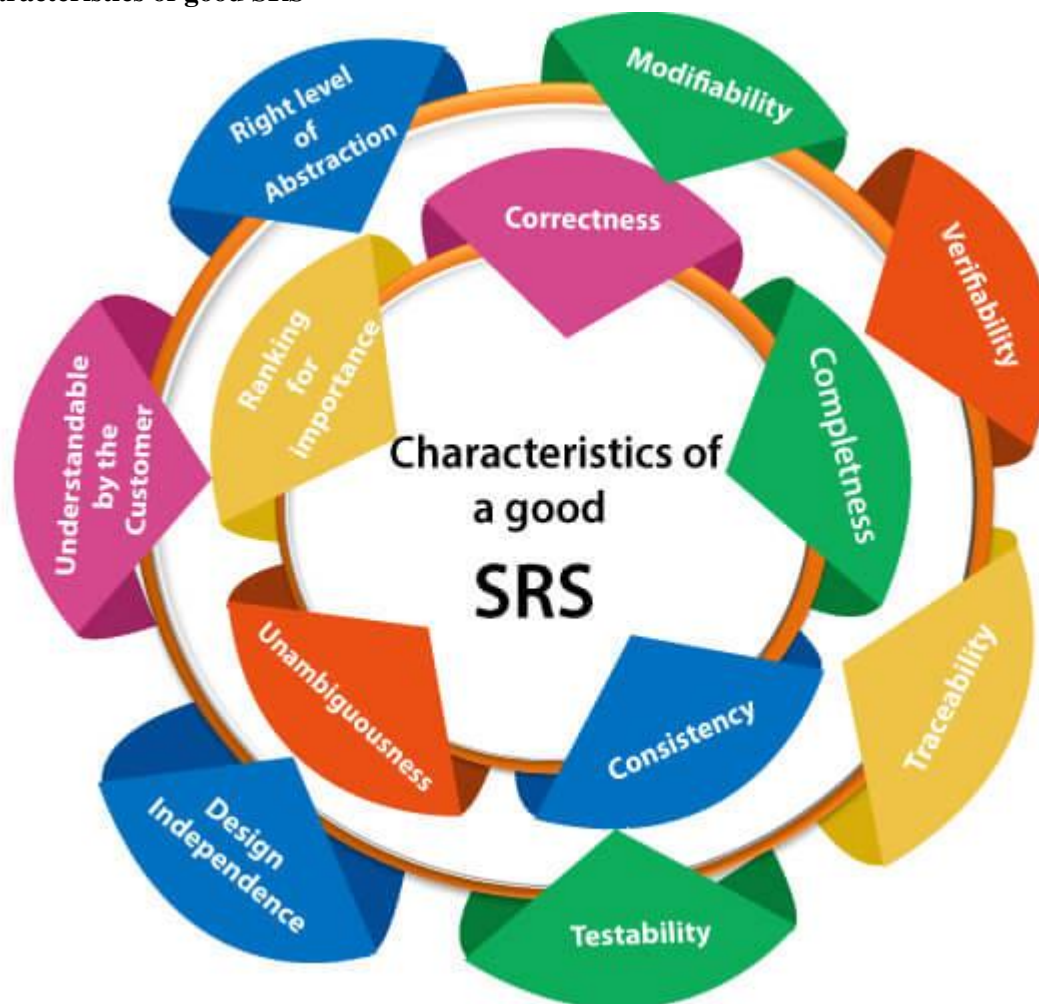 of good SRS
Right level
of
Abstraction
Modifiability
Correctness
Verifiability
Ranking
for
importance
Completness
Understandable
by the
Customer
Characteristics of
a good
SRS
Unambiguousness
Consistency
Traceability
Design
Independence
Testability